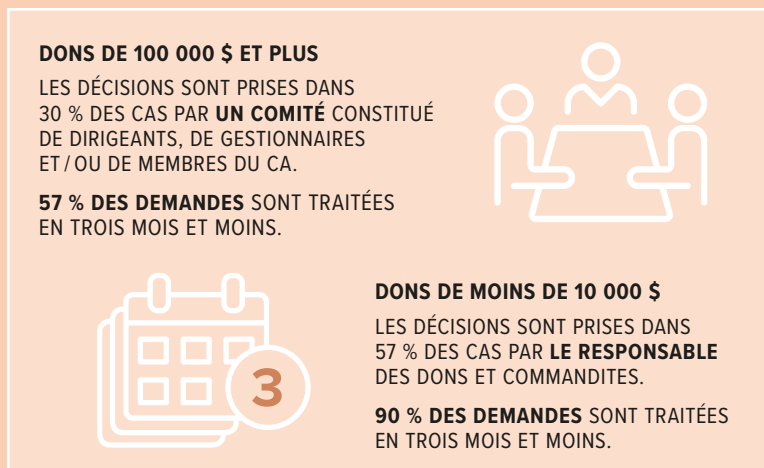 DONS DE 100 000 $ ET PLUS
LES DÉCISIONS SONT PRISES DANS
30 % DES CAS PAR UN COMITÉ CONSTITUÉ
DE DIRIGEANTS, DE GESTIONNAIRES
ET / OU DE MEMBRES DU CA.
57 % DES DEMANDES SONT TRAITÉES
EN TROIS MOIS ET MOINS.
3
DONS DE MOINS DE 10 000 $
LES DÉCISIONS SONT PRISES DANS
57 % DES CAS PAR LE RESPONSABLE
DES DONS ET COMMANDITES.
90 % DES DEMANDES SONT TRAITÉES
EN TROIS MOIS ET MOINS.